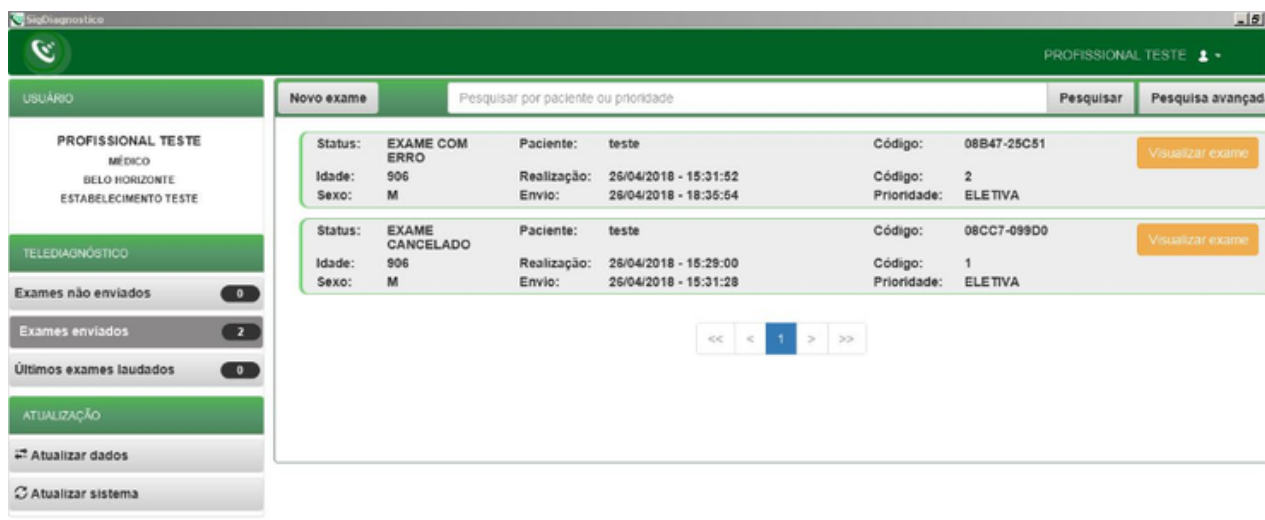 SigDiagnostico
PROFISSIONAL TESTE
USUÁRIO
PROFISSIONAL TESTE
MÉDICO
BELO HORIZONTE
ESTABELECIMENTO TESTE
TELEDIAGNÓSTICO
Exames não enviados 0
Exames enviados 2
Últimos exames laudados 0
ATUALIZAÇÃO
Atualizar dados
Atualizar sistema
Novo exame Pesquisar por paciente ou prioridade Pesquisar Pesquisa avançad
Status: EXAME COM ERRO Paciente: teste Código: 08B47-25C51 Visualizar exame
Idade: 906 Realização: 26/04/2018 - 15:31:52 Código: 2
Sexo: M Envio: 26/04/2018 - 18:35:54 Prioridade: ELETIVA
Status: EXAME CANCELADO Paciente: teste Código: 08CC7-099D0 Visualizar exame
Idade: 906 Realização: 26/04/2018 - 15:29:00 Código: 1
Sexo: M Envio: 26/04/2018 - 15:31:28 Prioridade: ELETIVA
<< < 1 > >>